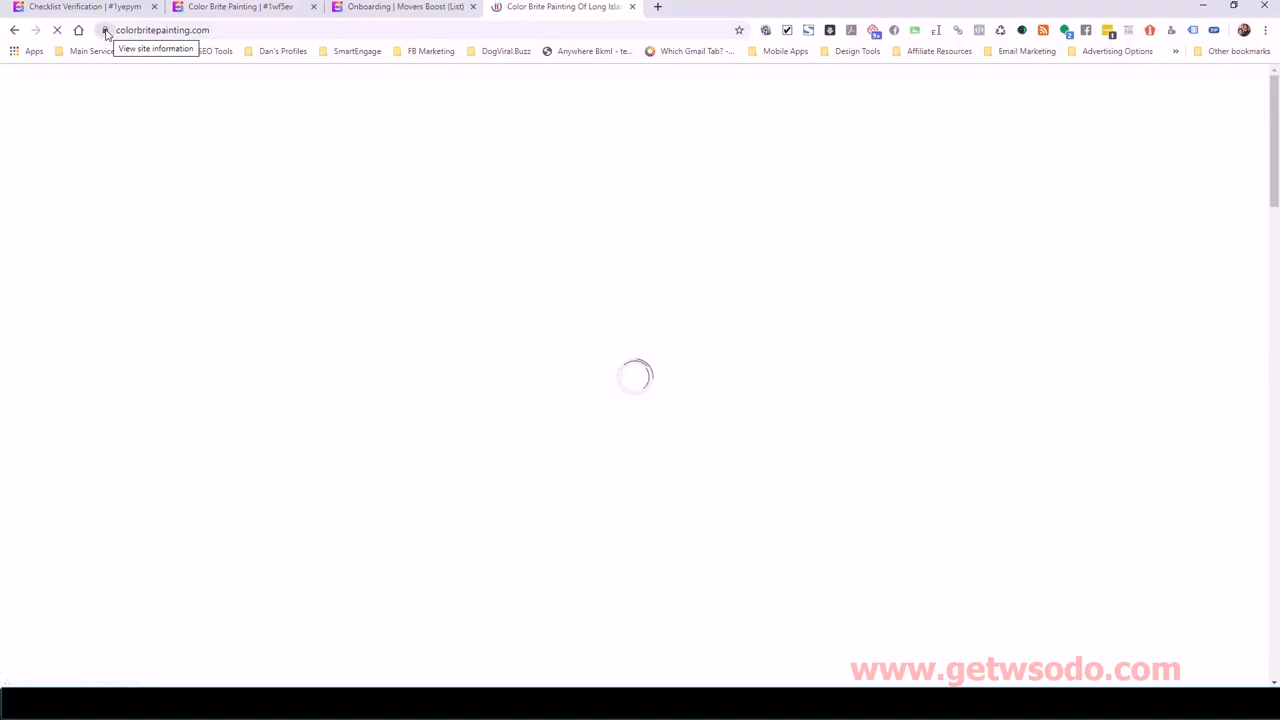 Checklist Verification | #1yepym
Color Brite Painting | #1wf5ev
Onboarding | Movers Boost (List)
Color Brite Painting Of Long Isla
colorbritepainting.com
View site information
Apps
Main Service
SEO Tools
Dan's Profiles
SmartEngage
FB Marketing
DogViral.Buzz
Anywhere Bkml - te...
Which Gmail Tab? -...
Mobile Apps
Design Tools
Affiliate Resources
Email Marketing
Advertising Options
»
Other bookmarks
www.getwsodo.com